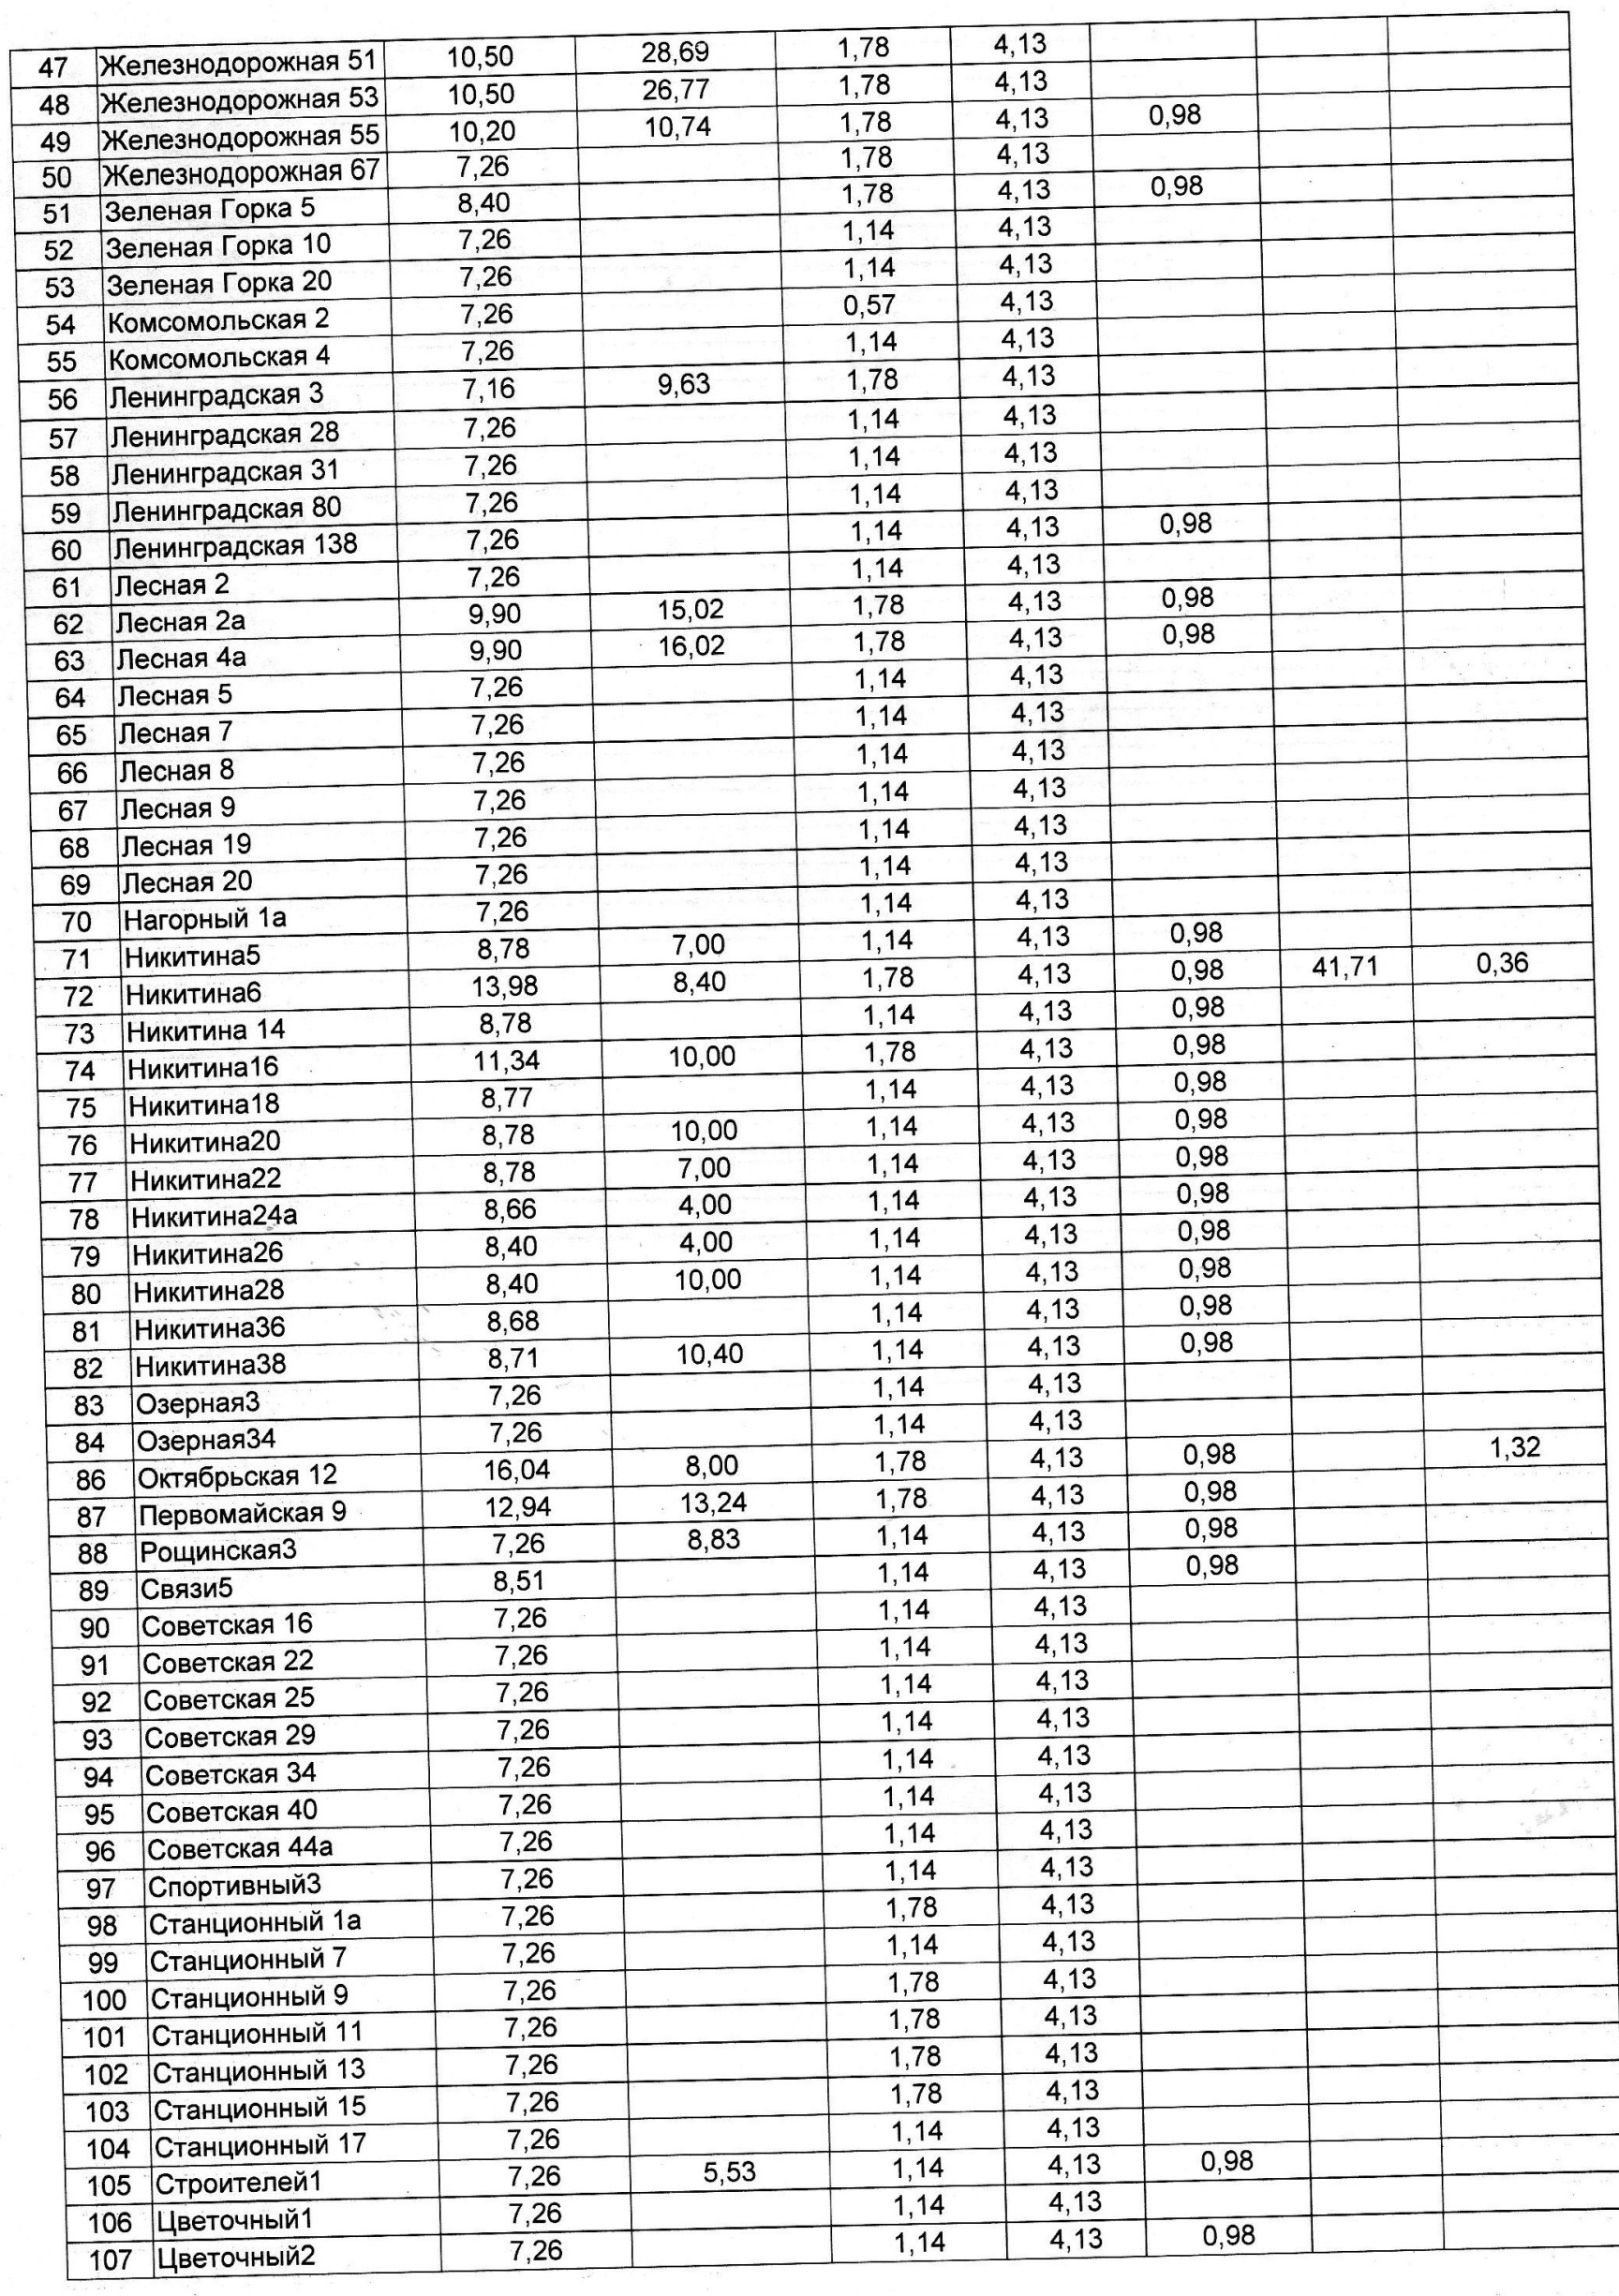 47 Железнодорожная 51 10,50 28,69 1,78 4,13
48 Железнодорожная 53 10,50 26,77 1,78 4,13
49 Железнодорожная 55 10,20 10,74 1,78 4,13 0,98
50 Железнодорожная 67 7,26 1,78 4,13
51 Зеленая Горка 5 8,40 1,78 4,13 0,98
52 Зеленая Горка 10 7,26 1,14 4,13
53 Зеленая Горка 20 7,26 1,14 4,13
54 Комсомольская 2 7,26 0,57 4,13
55 Комсомольская 4 7,26 1,14 4,13
56 Ленинградская 3 7,16 9,63 1,78 4,13
57 Ленинградская 28 7,26 1,14 4,13
58 Ленинградская 31 7,26 1,14 4,13
59 Ленинградская 80 7,26 1,14 4,13
60 Ленинградская 138 7,26 1,14 4,13 0,98
61 Лесная 2 7,26 1,14 4,13
62 Лесная 2а 9,90 15,02 1,78 4,13 0,98
63 Лесная 4а 9,90 16,02 1,78 4,13 0,98
64 Лесная 5 7,26 1,14 4,13
65 Лесная 7 7,26 1,14 4,13
66 Лесная 8 7,26 1,14 4,13
67 Лесная 9 7,26 1,14 4,13
68 Лесная 19 7,26 1,14 4,13
69 Лесная 20 7,26 1,14 4,13
70 Нагорный 1а 7,26 1,14 4,13
71 Никитина5 8,78 7,00 1,14 4,13 0,98
72 Никитина6 13,98 8,40 1,78 4,13 0,98 41,71 0,36
73 Никитина 14 8,78 1,14 4,13 0,98
74 Никитина16 11,34 10,00 1,78 4,13 0,98
75 Никитина18 8,77 1,14 4,13 0,98
76 Никитина20 8,78 10,00 1,14 4,13 0,98
77 Никитина22 8,78 7,00 1,14 4,13 0,98
78 Никитина24а 8,66 4,00 1,14 4,13 0,98
79 Никитина26 8,40 4,00 1,14 4,13 0,98
80 Никитина28 8,40 10,00 1,14 4,13 0,98
81 Никитина36 8,68 1,14 4,13 0,98
82 Никитина38 8,71 10,40 1,14 4,13 0,98
83 Озерная3 7,26 1,14 4,13
84 Озерная34 7,26 1,14 4,13
86 Октябрьская 12 16,04 8,00 1,78 4,13 0,98 1,32
87 Первомайская 9 12,94 13,24 1,78 4,13 0,98
88 Рощинская3 7,26 8,83 1,14 4,13 0,98
89 Связи5 8,51 1,14 4,13 0,98
90 Советская 16 7,26 1,14 4,13
91 Советская 22 7,26 1,14 4,13
92 Советская 25 7,26 1,14 4,13
93 Советская 29 7,26 1,14 4,13
94 Советская 34 7,26 1,14 4,13
95 Советская 40 7,26 1,14 4,13
96 Советская 44а 7,26 1,14 4,13
97 Спортивный3 7,26 1,14 4,13
98 Станционный 1а 7,26 1,78 4,13
99 Станционный 7 7,26 1,14 4,13
100 Станционный 9 7,26 1,78 4,13
101 Станционный 11 7,26 1,78 4,13
102 Станционный 13 7,26 1,78 4,13
103 Станционный 15 7,26 1,78 4,13
104 Станционный 17 7,26 1,14 4,13
105 Строителей1 7,26 5,53 1,14 4,13 0,98
106 Цветочный1 7,26 1,14 4,13
107 Цветочный2 7,26 1,14 4,13 0,98